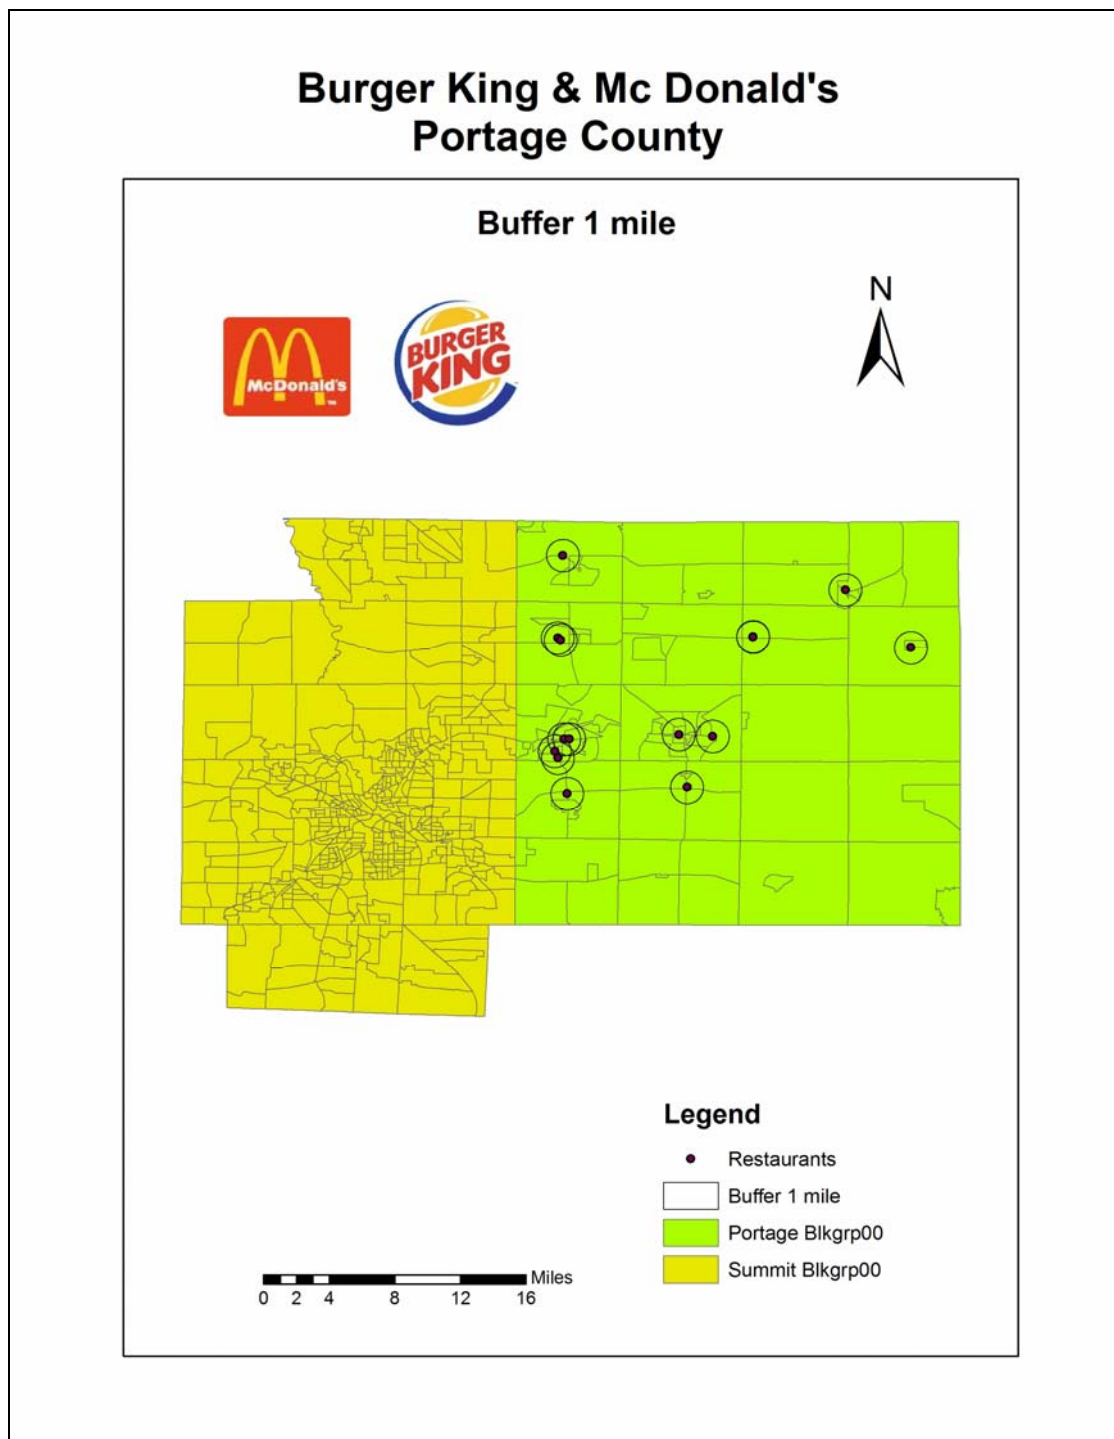 Burger King & Mc Donald's
Portage County
Buffer 1 mile
McDonald's
TM
BURGER
KING
N
Legend
Restaurants
Buffer 1 mile
Portage Blkgrp00
Summit Blkgrp00
Miles
0 2 4 8 12 16